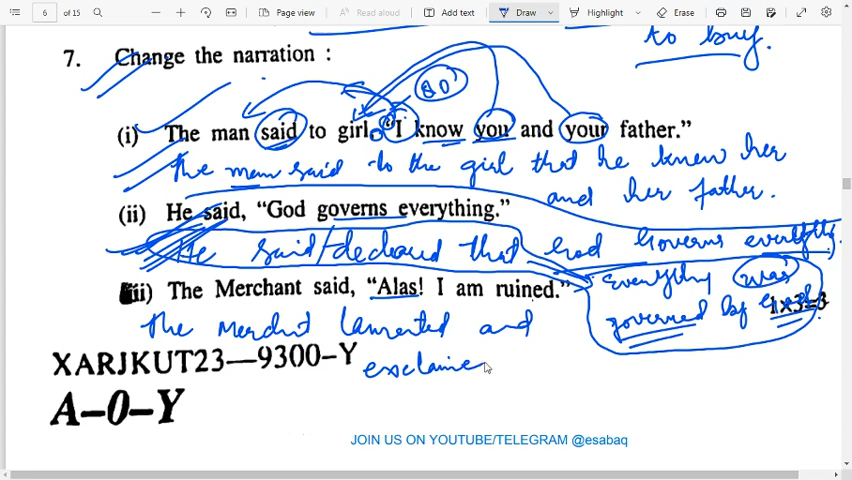 6 of 15
Page view
Read aloud
Add text
Draw
Highlight
Erase
to buy.
7. Change the narration :
so
(i) The man said to girl, "I know you and your father."
The man said to the girl that he knew her
and her father.
(ii) He said, "God governs everything."
He said/declared that God Governs everything.
Everything was
governed by God.
(iii) The Merchant said, "Alas! I am ruined."
1×3=3
The Merchnt lamented and
exclaime
XARJKUT23—9300–Y
A–0–Y
JOIN US ON YOUTUBE/TELEGRAM @esabaq